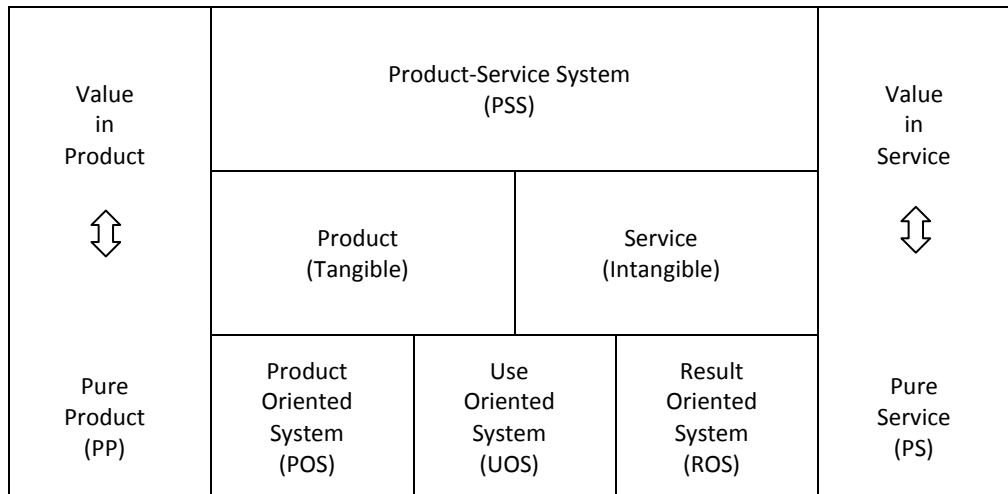 Value
in
Product
Pure
Product
(PP)
Product-Service System
(PSS)
Product
(Tangible)
Service
(Intangible)
Product
Oriented
System
(POS)
Use
Oriented
System
(UOS)
Result
Oriented
System
(ROS)
Value
in
Service
Pure
Service
(PS)